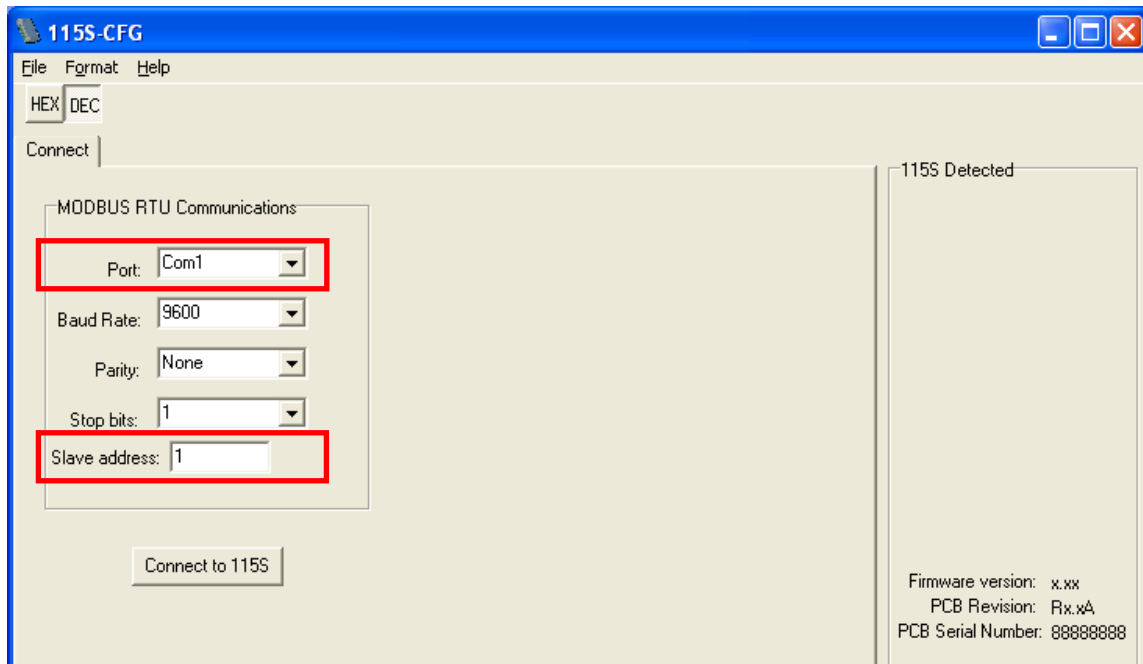 115S-CFG
File Format Help
HEX DEC
Connect
115S Detected
MODBUS RTU Communications
Port: Com1
Baud Rate: 9600
Parity: None
Stop bits: 1
Slave address: 1
Connect to 115S
Firmware version: x.xx
PCB Revision: Rx.xA
PCB Serial Number: 88888888